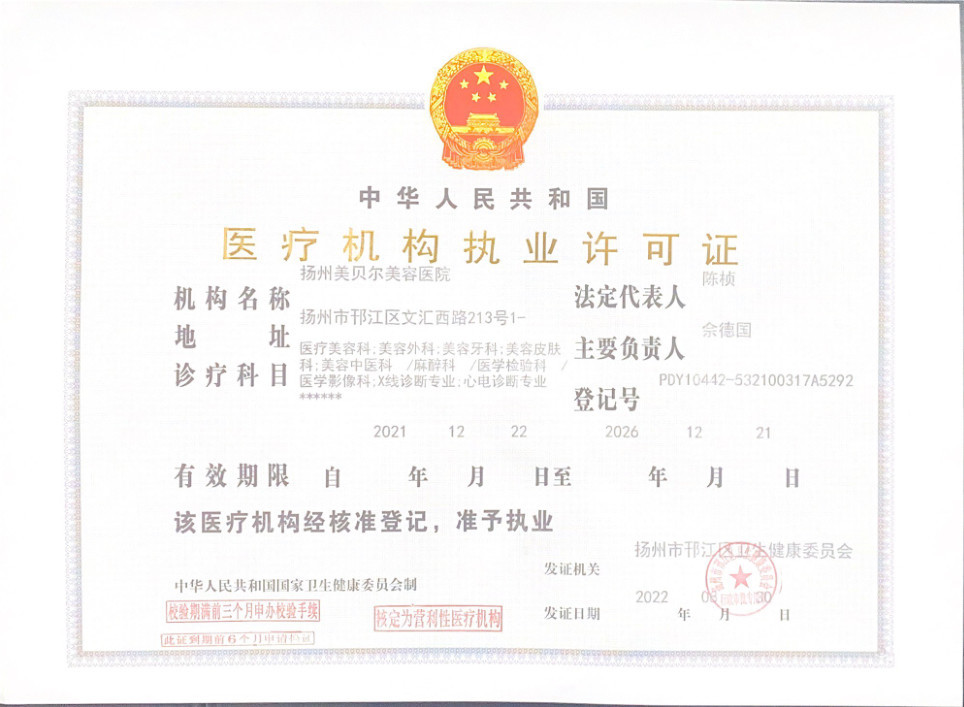 中华人民共和国
医疗机构执业许可证
机构名称 扬州美贝尔美容医院
地址 扬州市邗江区文汇西路213号1-
诊疗科目 医疗美容科;美容外科;美容牙科;美容皮肤
科;美容中医科 /麻醉科 /医学检验科 /
医学影像科;X线诊断专业;心电诊断专业
******
法定代表人 陈桢
主要负责人 佘德国
登记号 PDY10442-532100317A5292
2021 12 22 2026 12 21
有效期限 自 年 月 日至 年 月 日
该医疗机构经核准登记，准予执业
发证机关 扬州市邗江区卫生健康委员会
中华人民共和国国家卫生健康委员会制
发证日期 2022 年 月 30 日
校验期满前三个月申办校验手续
核定为营利性医疗机构
此证到期前6个月申请